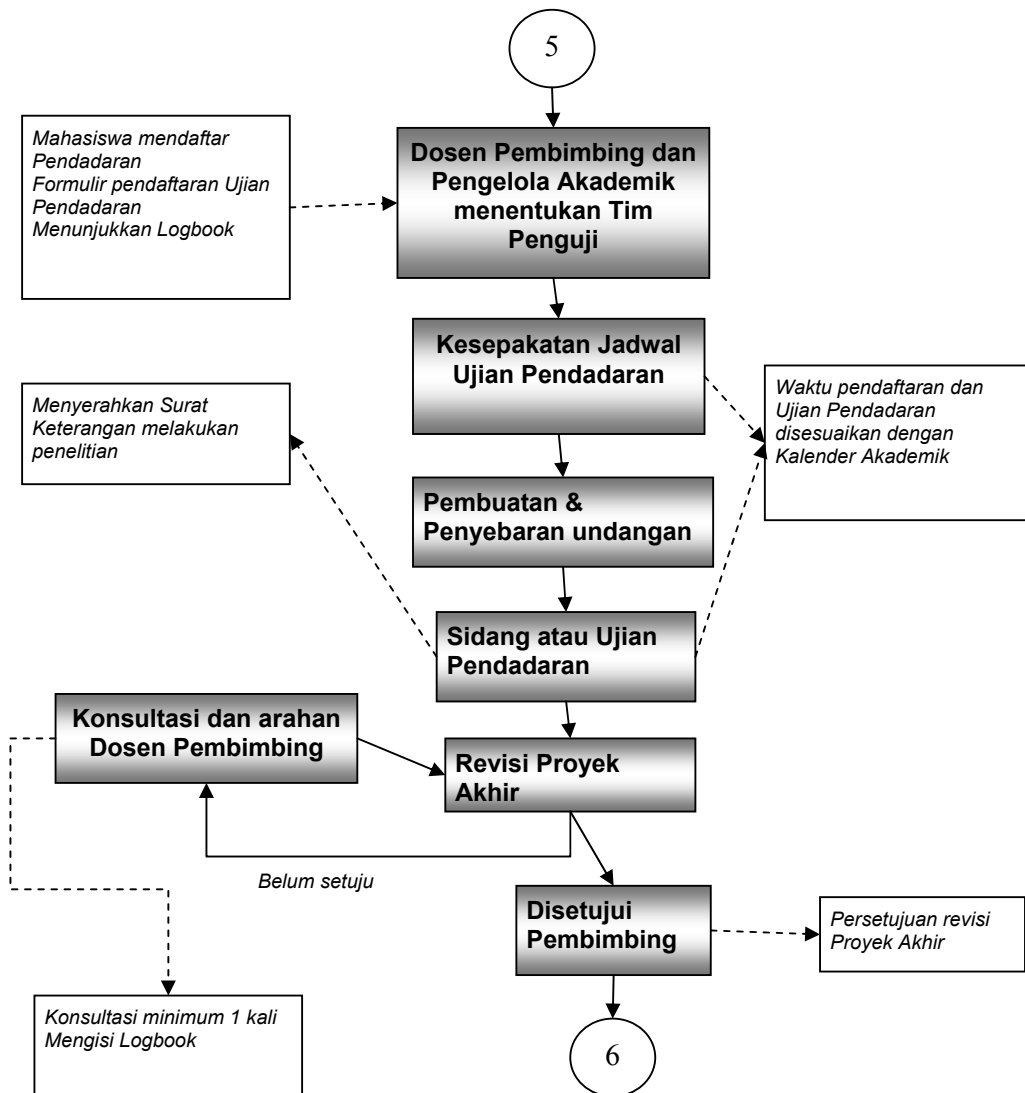 5
Mahasiswa mendaftar
Pendadaran
Formulir pendaftaran Ujian
Pendadaran
Menunjukkan Logbook
Dosen Pembimbing dan
Pengelola Akademik
menentukan Tim
Penguji
Kesepakatan Jadwal
Ujian Pendadaran
Menyerahkan Surat
Keterangan melakukan
penelitian
Waktu pendaftaran dan
Ujian Pendadaran
disesuaikan dengan
Kalender Akademik
Pembuatan &
Penyebaran undangan
Sidang atau Ujian
Pendadaran
Konsultasi dan arahan
Dosen Pembimbing
Revisi Proyek
Akhir
Belum setuju
Disetujui
Pembimbing
Persetujuan revisi
Proyek Akhir
Konsultasi minimum 1 kali
Mengisi Logbook
6